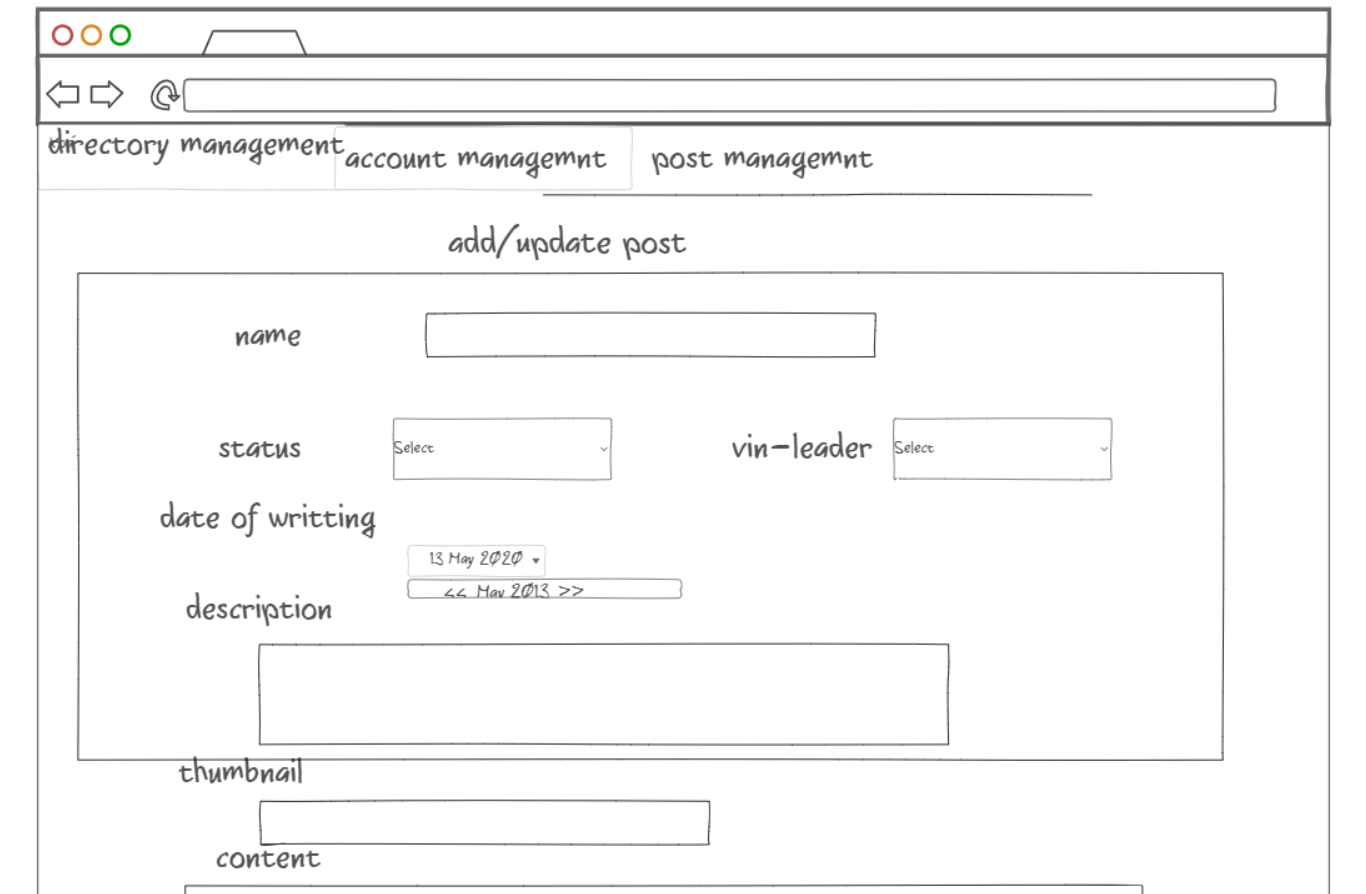 directory management
account managemnt
post managemnt
add/update post
name
status
Select
vin-leader
Select
date of writting
13 May 2020
<< May 2013 >>
description
thumbnail
content